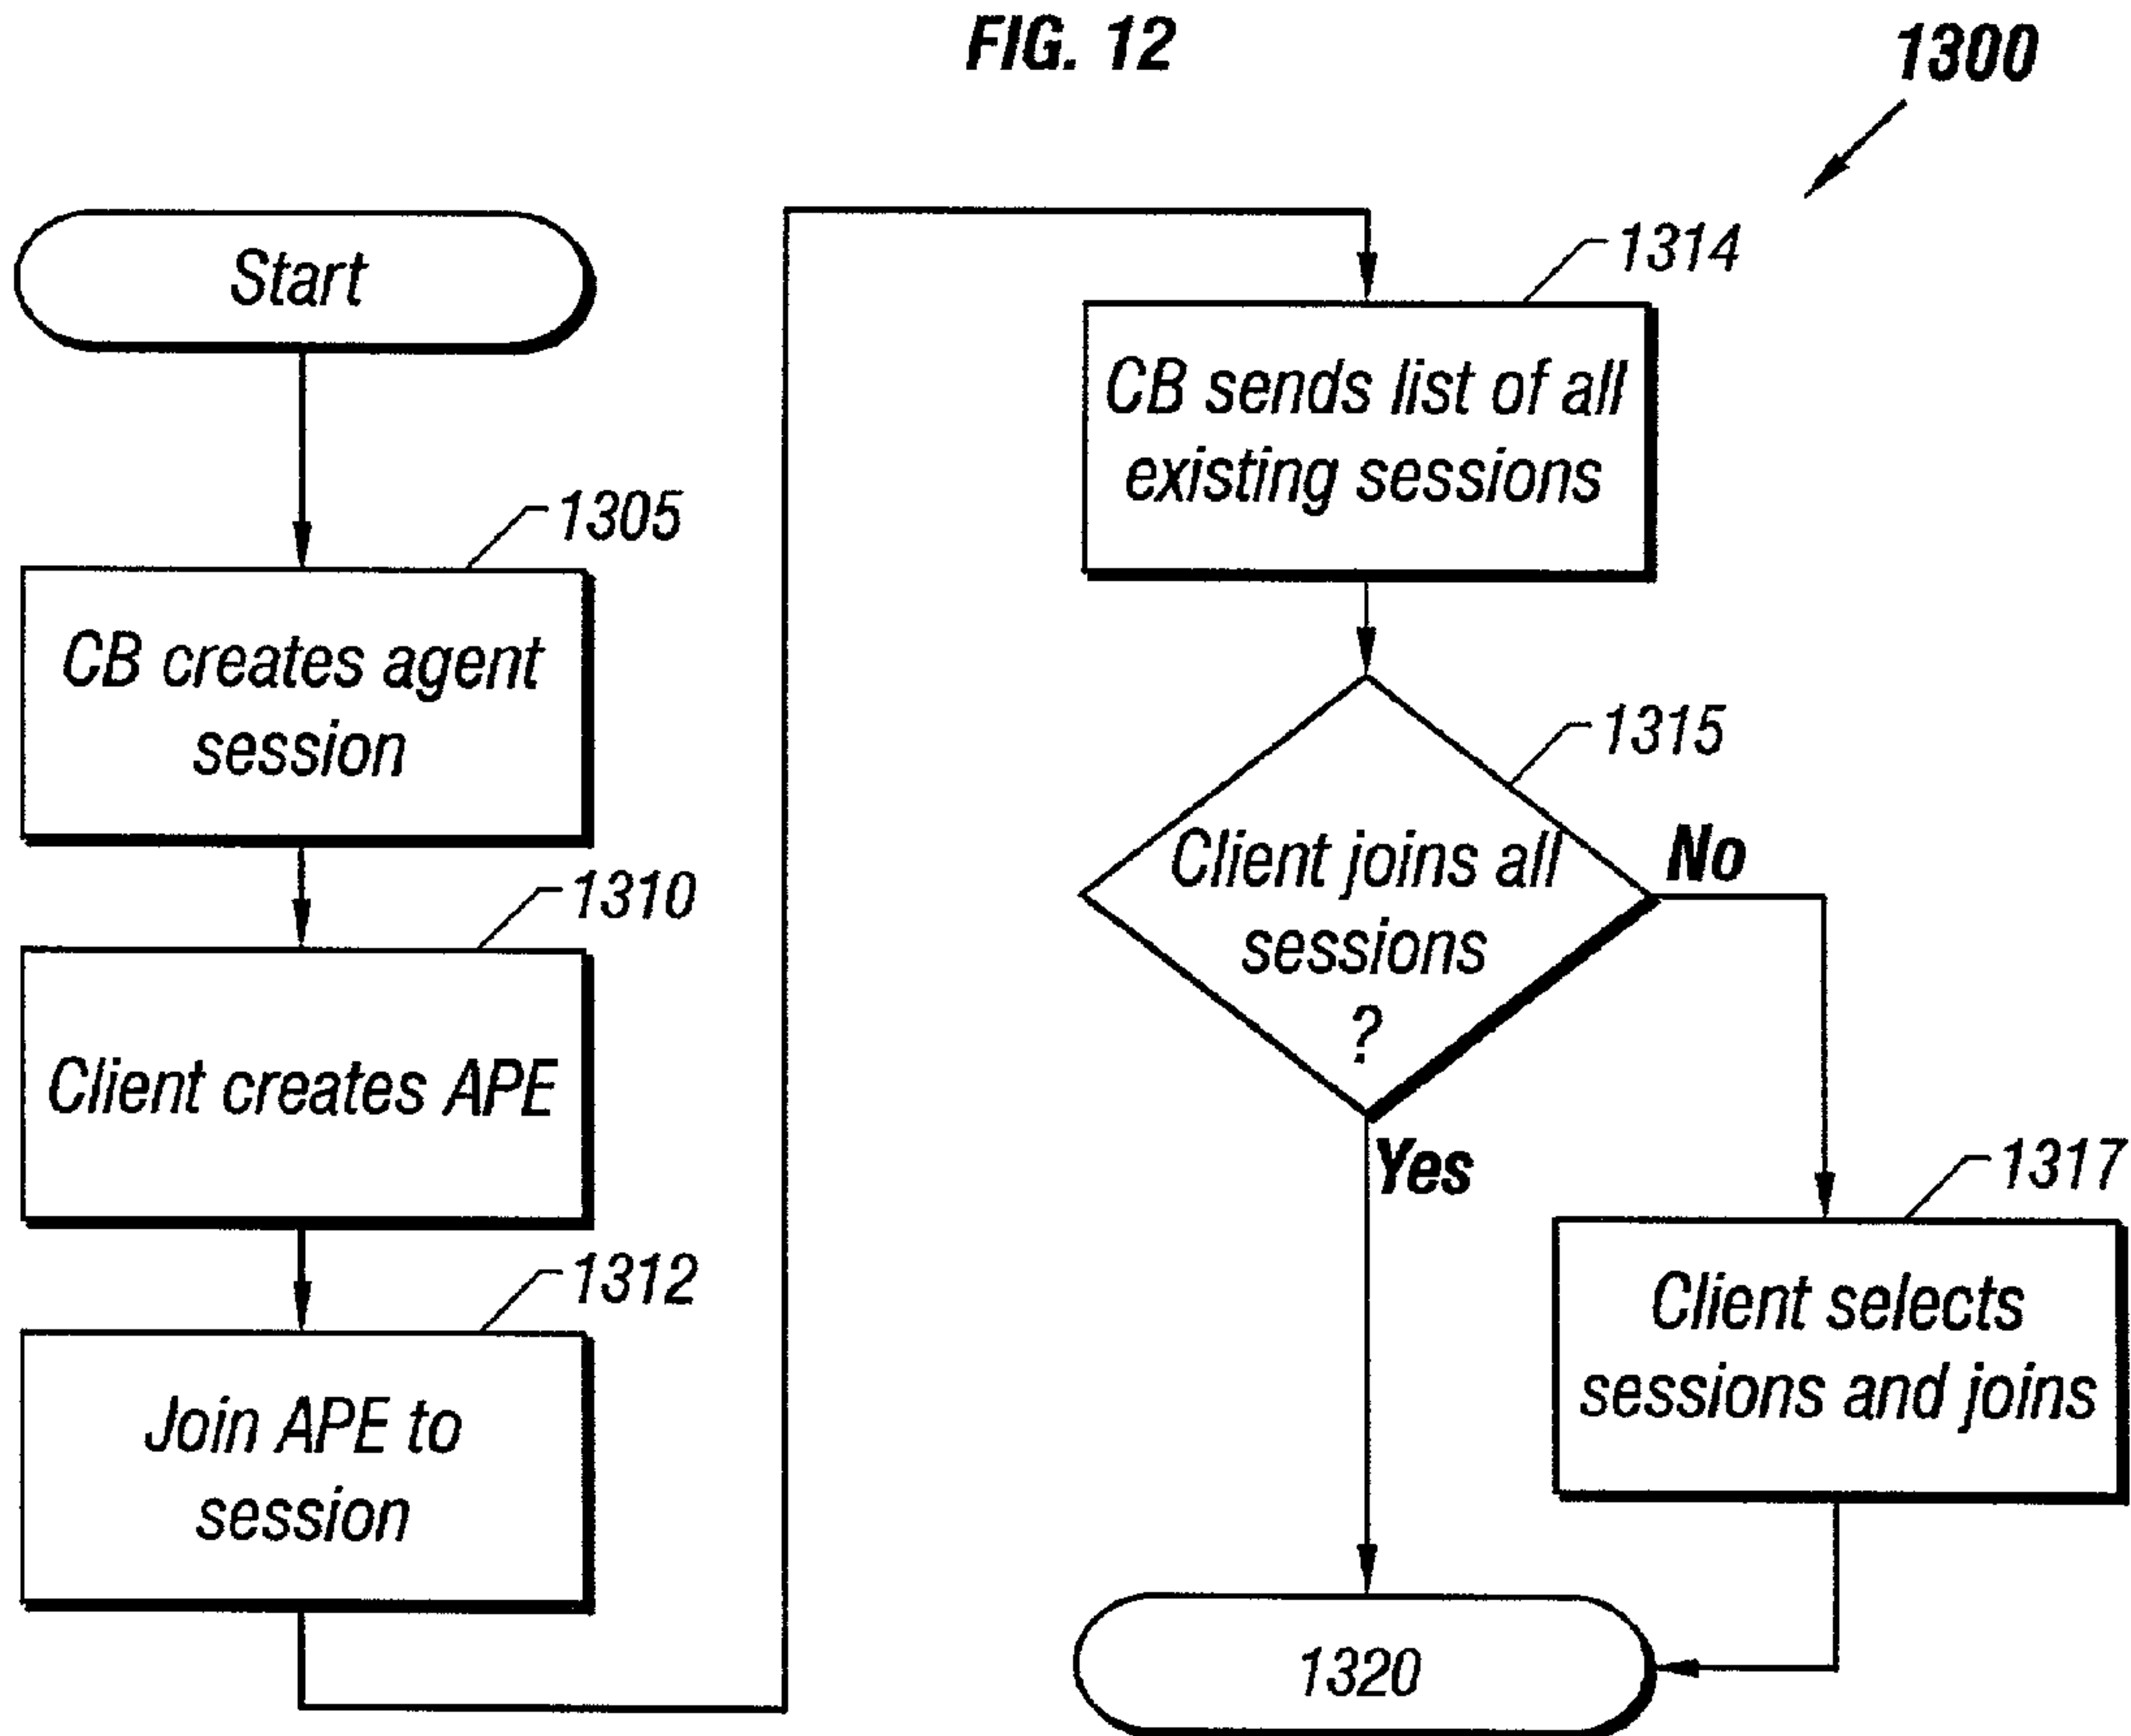 FIG. 12
1300
Start
1305
CB creates agent
session
1310
Client creates APE
1312
Join APE to
session
1314
CB sends list of all
existing sessions
1315
Client joins all
sessions
?
No
Yes
1317
Client selects
sessions and joins
1320